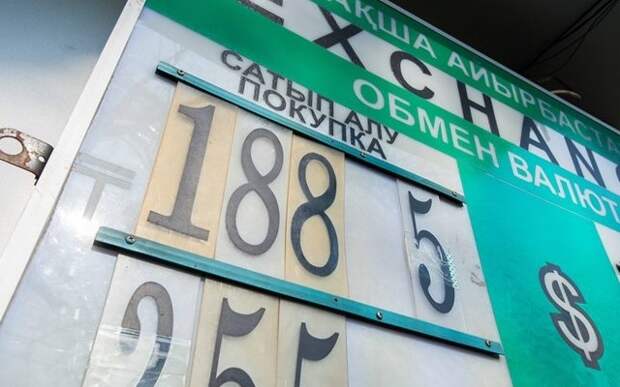 АҚША АЙЫРБАСТА
EXCHANG
ОБМЕН ВАЛЮТ
САТЫП АЛУ
ПОКУПКА
₸ 188 5 $
255